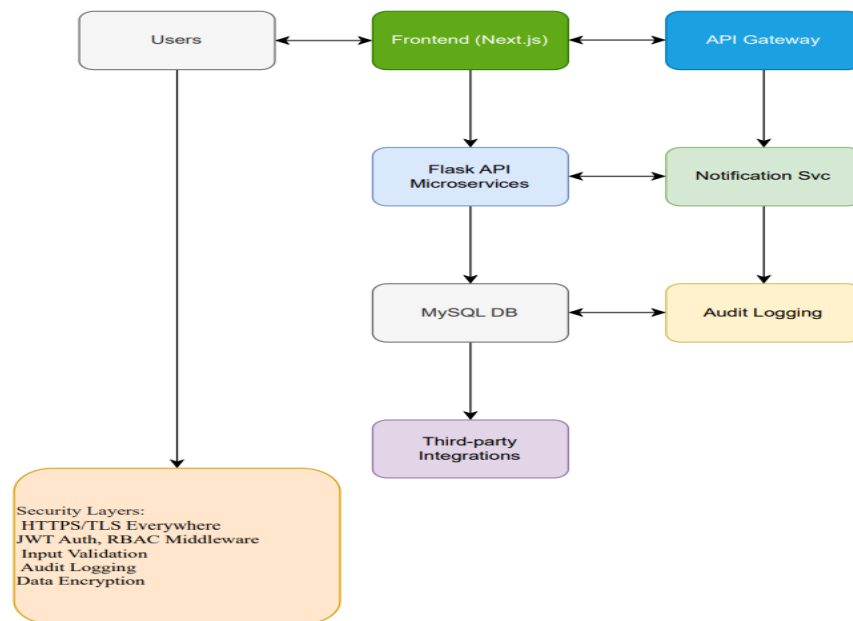 Users
Frontend (Next.js)
API Gateway
Flask API
Microservices
Notification Svc
MySQL DB
Audit Logging
Third-party
Integrations
Security Layers:
HTTPS/TLS Everywhere
JWT Auth, RBAC Middleware
Input Validation
Audit Logging
Data Encryption